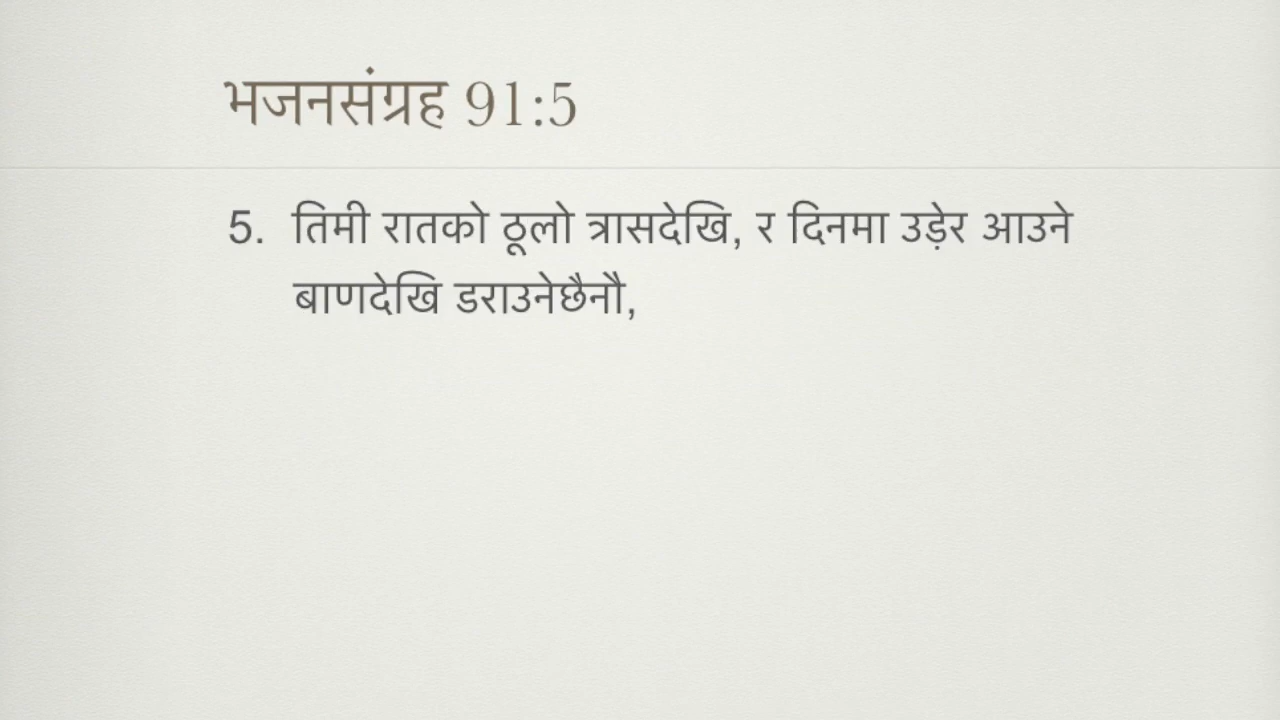 भजनसंग्रह 91:5
5. तिमी रातको ठूलो त्रासदेखि, र दिनमा उड़ेर आउने
बाणदेखि डराउनेछैनौ,